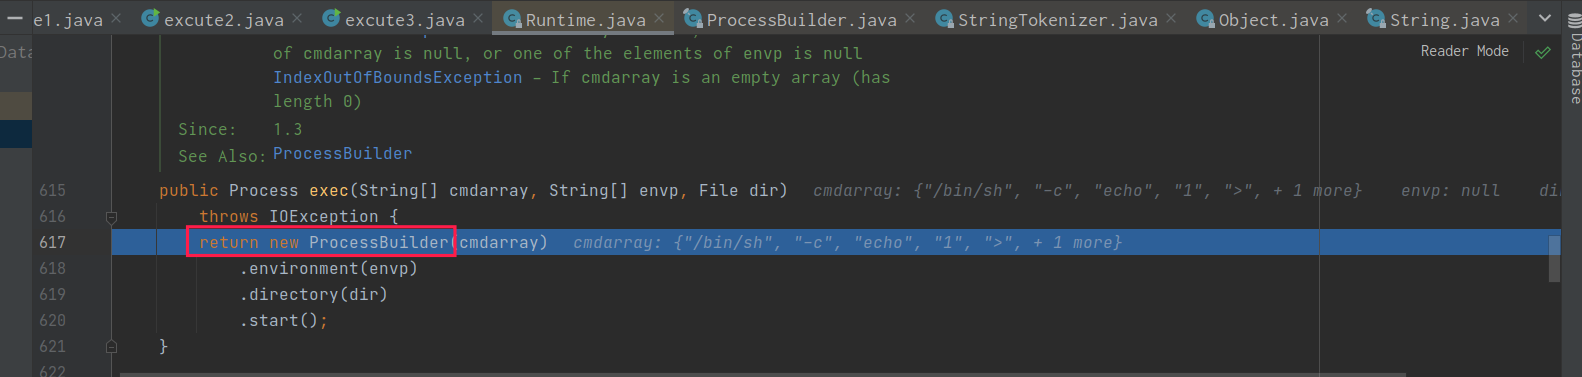 e1.java excute2.java excute3.java Runtime.java ProcessBuilder.java StringTokenizer.java Object.java String.java
Data
of cmdarray is null, or one of the elements of envp is null
Reader Mode
IndexOutOfBoundsException – If cmdarray is an empty array (has
length 0)
Since: 1.3
See Also: ProcessBuilder
615 public Process exec(String[] cmdarray, String[] envp, File dir) cmdarray: {"/bin/sh", "-c", "echo", "1", ">", + 1 more} envp: null di
616 throws IOException {
617 return new ProcessBuilder(cmdarray) cmdarray: {"/bin/sh", "-c", "echo", "1", ">", + 1 more}
618 .environment(envp)
619 .directory(dir)
620 .start();
621 }
622
Database